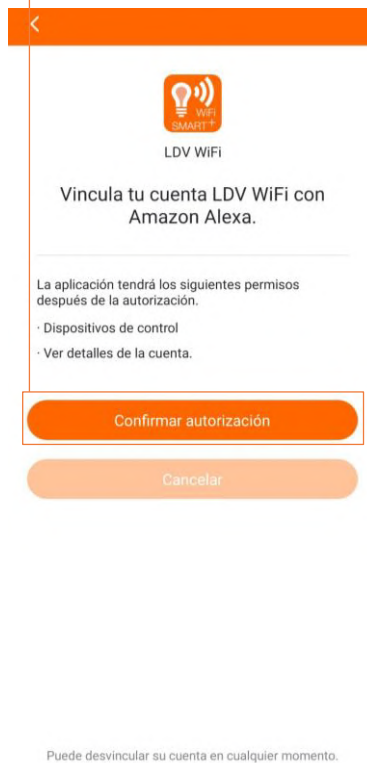 WiFi
SMART+
LDV WiFi
Vincula tu cuenta LDV WiFi con
Amazon Alexa.
La aplicación tendrá los siguientes permisos
después de la autorización.
· Dispositivos de control
· Ver detalles de la cuenta.
Confirmar autorización
Cancelar
Puede desvincular su cuenta en cualquier momento.